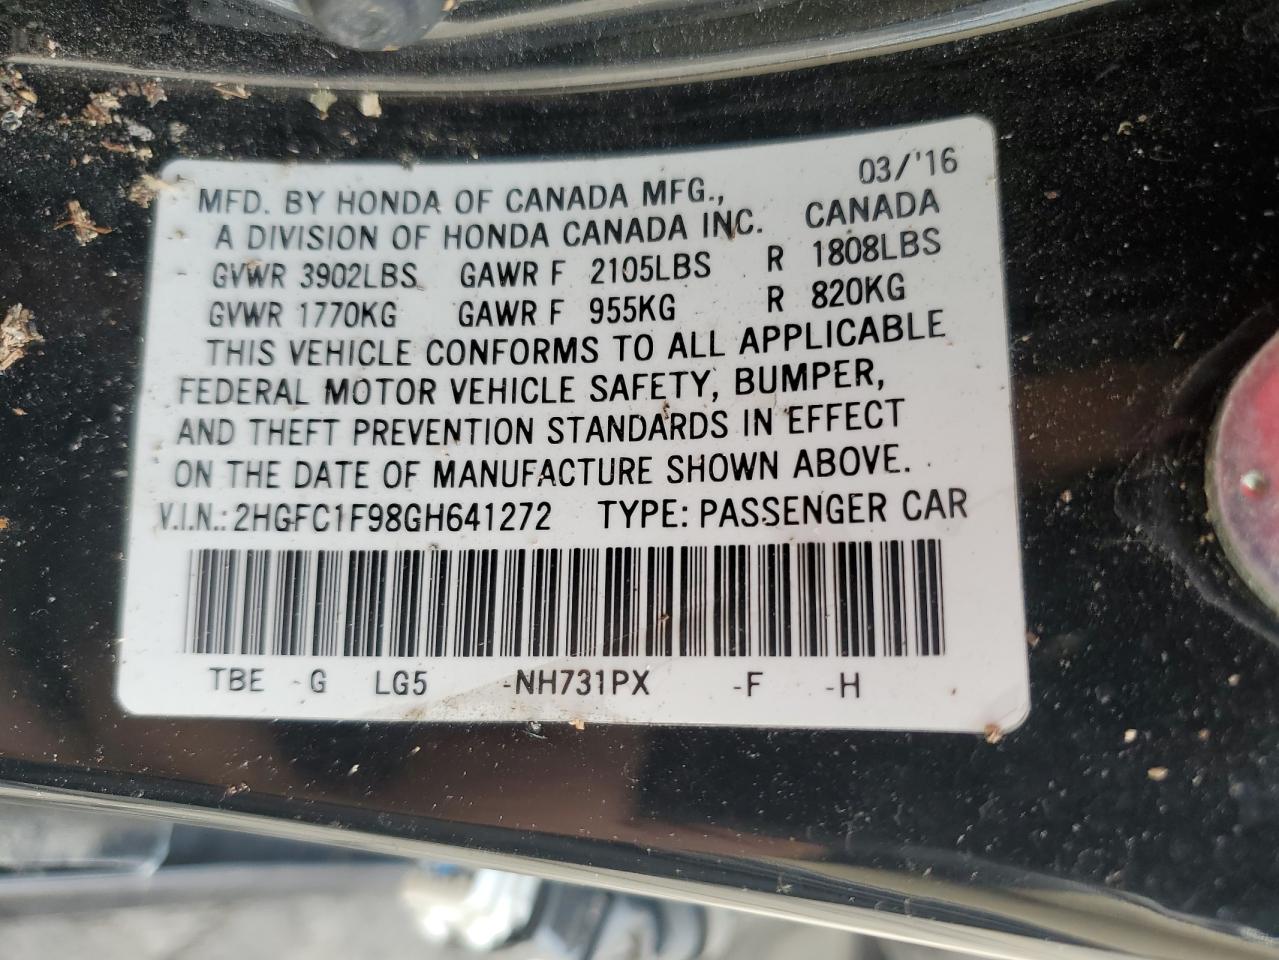 03/'16
MFD. BY HONDA OF CANADA MFG.,
A DIVISION OF HONDA CANADA INC. CANADA
GVWR 3902LBS GAWR F 2105LBS R 1808LBS
GVWR 1770KG GAWR F 955KG R 820KG
THIS VEHICLE CONFORMS TO ALL APPLICABLE
FEDERAL MOTOR VEHICLE SAFETY, BUMPER,
AND THEFT PREVENTION STANDARDS IN EFFECT
ON THE DATE OF MANUFACTURE SHOWN ABOVE.
V.I.N.: 2HGFC1F98GH641272 TYPE: PASSENGER CAR
TBE -G LG5 -NH731PX -F -H